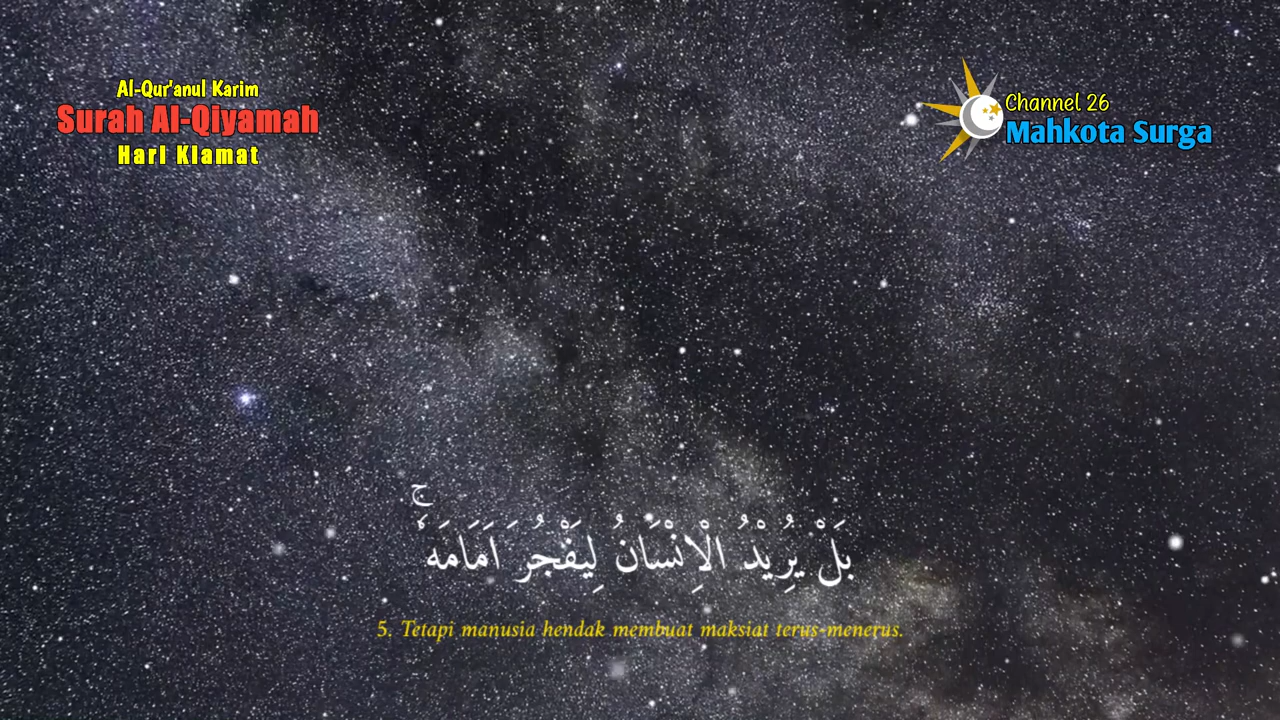 Al-Qur'anul Karim
Surah Al-Qiyamah
Hari Kiamat
Channel 26
Mahkota Surga
بَلْ يُرِيْدُ الْاِنْسَانُ لِيَفْجُرَ اَمَامَهٗۚ
5. Tetapi manusia hendak membuat maksiat terus-menerus.